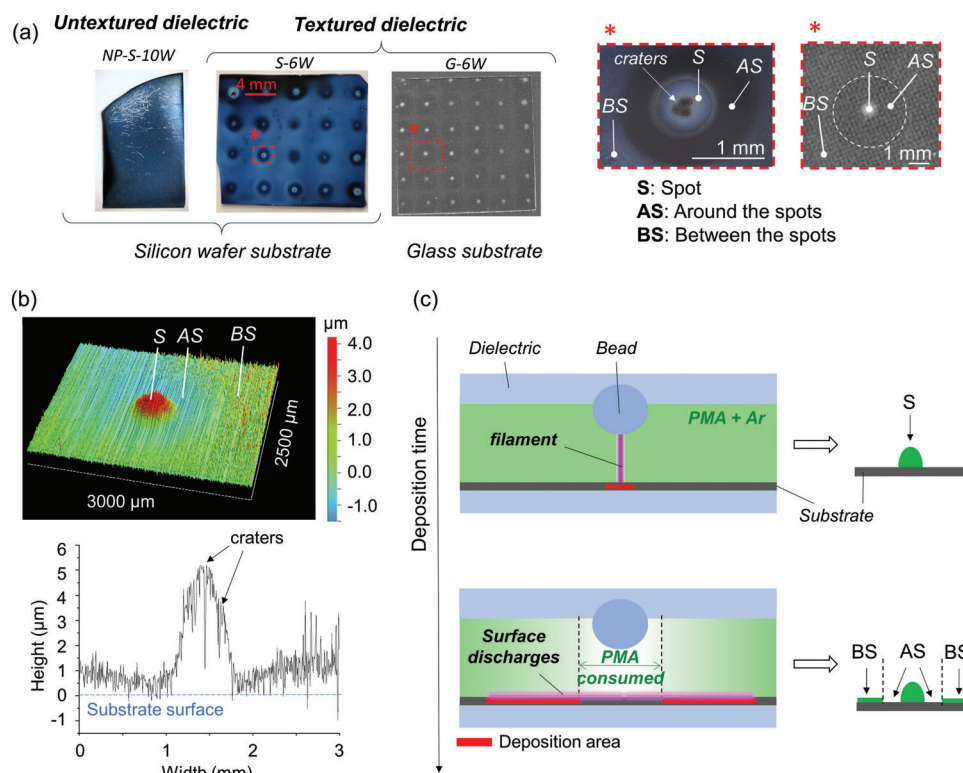 (a)
Untextured dielectric
Textured dielectric
NP-S-10W
S-6W
G-6W
4 mm
*
Silicon wafer substrate
Glass substrate
*
craters
S
AS
BS
1 mm
*
S
AS
BS
1 mm
S: Spot
AS: Around the spots
BS: Between the spots
(b)
S
AS
BS
µm
4.0
3.0
2.0
1.0
0.0
-1.0
3000 µm
2500 µm
craters
Height (µm)
6
5
4
3
2
1
0
-1
Substrate surface
0
1
2
3
Width (mm)
(c)
Deposition time
Dielectric
Bead
PMA + Ar
filament
S
Substrate
Surface
discharges
PMA
consumed
BS
AS
BS
Deposition area